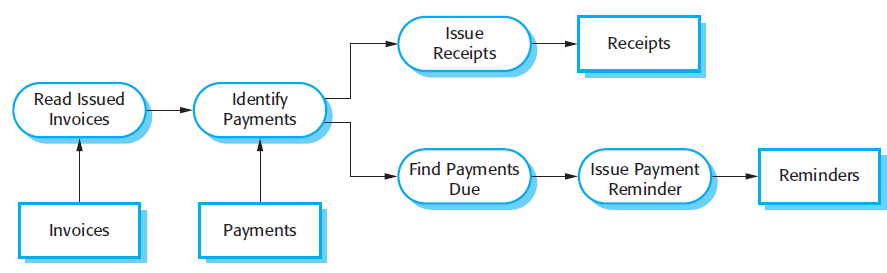 Issue
Receipts
Receipts
Read Issued
Invoices
Identify
Payments
Find Payments
Due
Issue Payment
Reminder
Reminders
Invoices
Payments